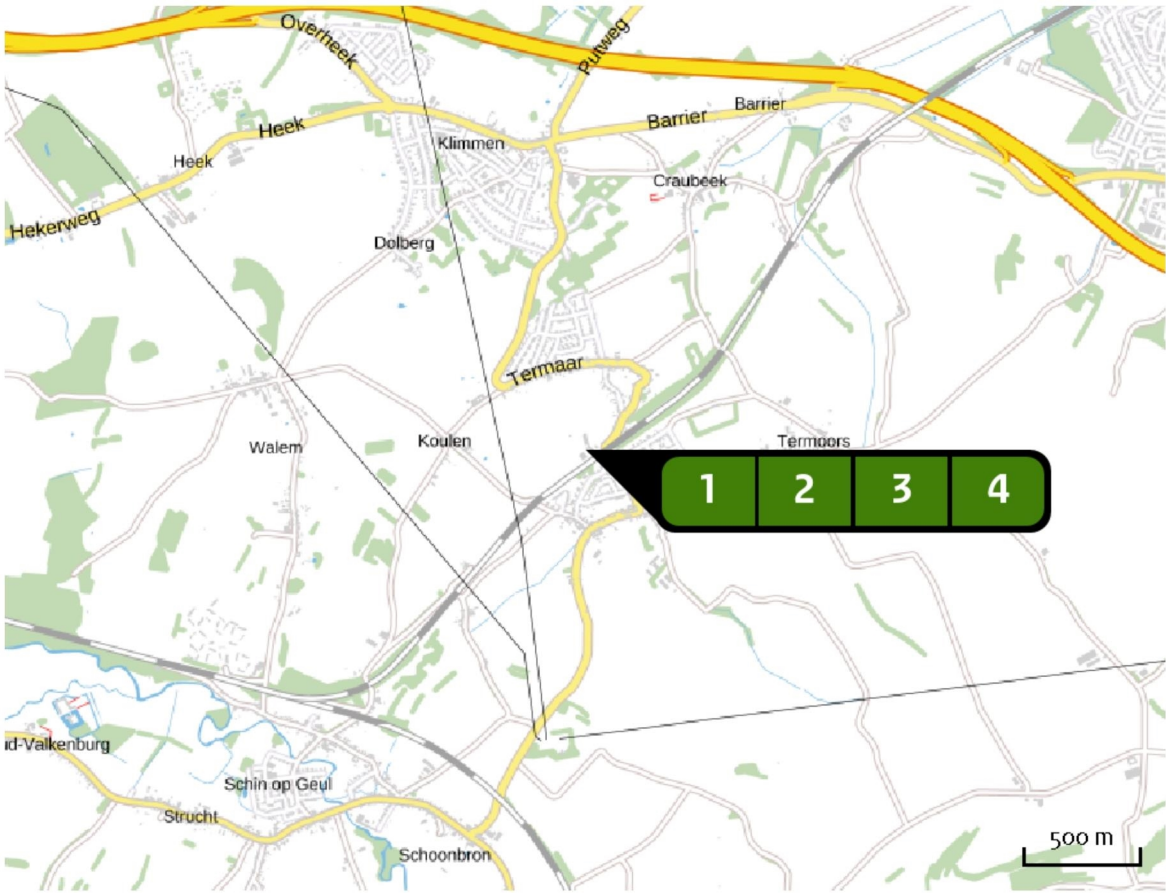 Overheek
Putweg
Barrier
Barrier
Heek
Klimmen
Heek
Craubeek
Hekerweg
Dolberg
Termaar
Walem
Koulen
Termoors
1 2 3 4
ud-Valkenburg
Schin op Geul
Strucht
500 m
Schoonbron